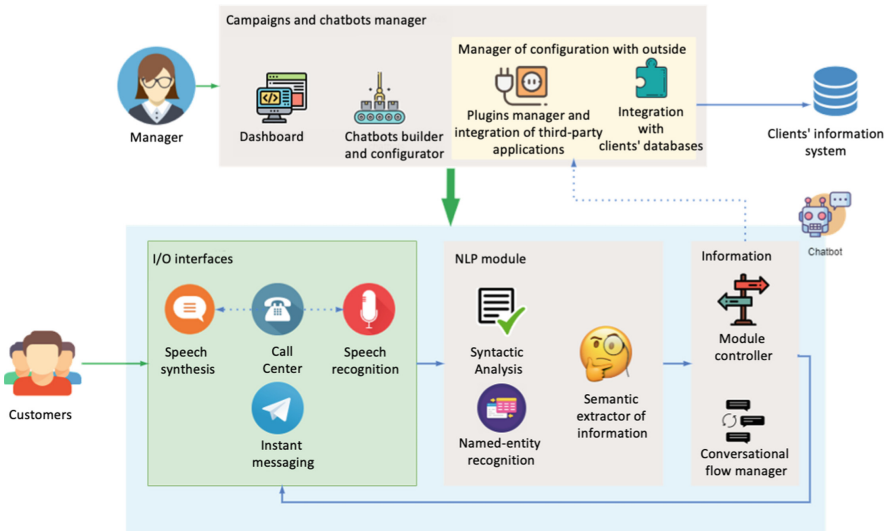 Campaigns and chatbots manager
Manager of configuration with outside
Manager
Dashboard
Chatbots builder
and configurator
Plugins manager and
integration of third-party
applications
Integration
with
clients' databases
Clients' information
system
Chatbot
I/O interfaces
Speech
synthesis
Call
Center
Speech
recognition
Instant
messaging
NLP module
Syntactic
Analysis
Named-entity
recognition
Semantic
extractor of
information
Information
Module
controller
Conversational
flow manager
Customers